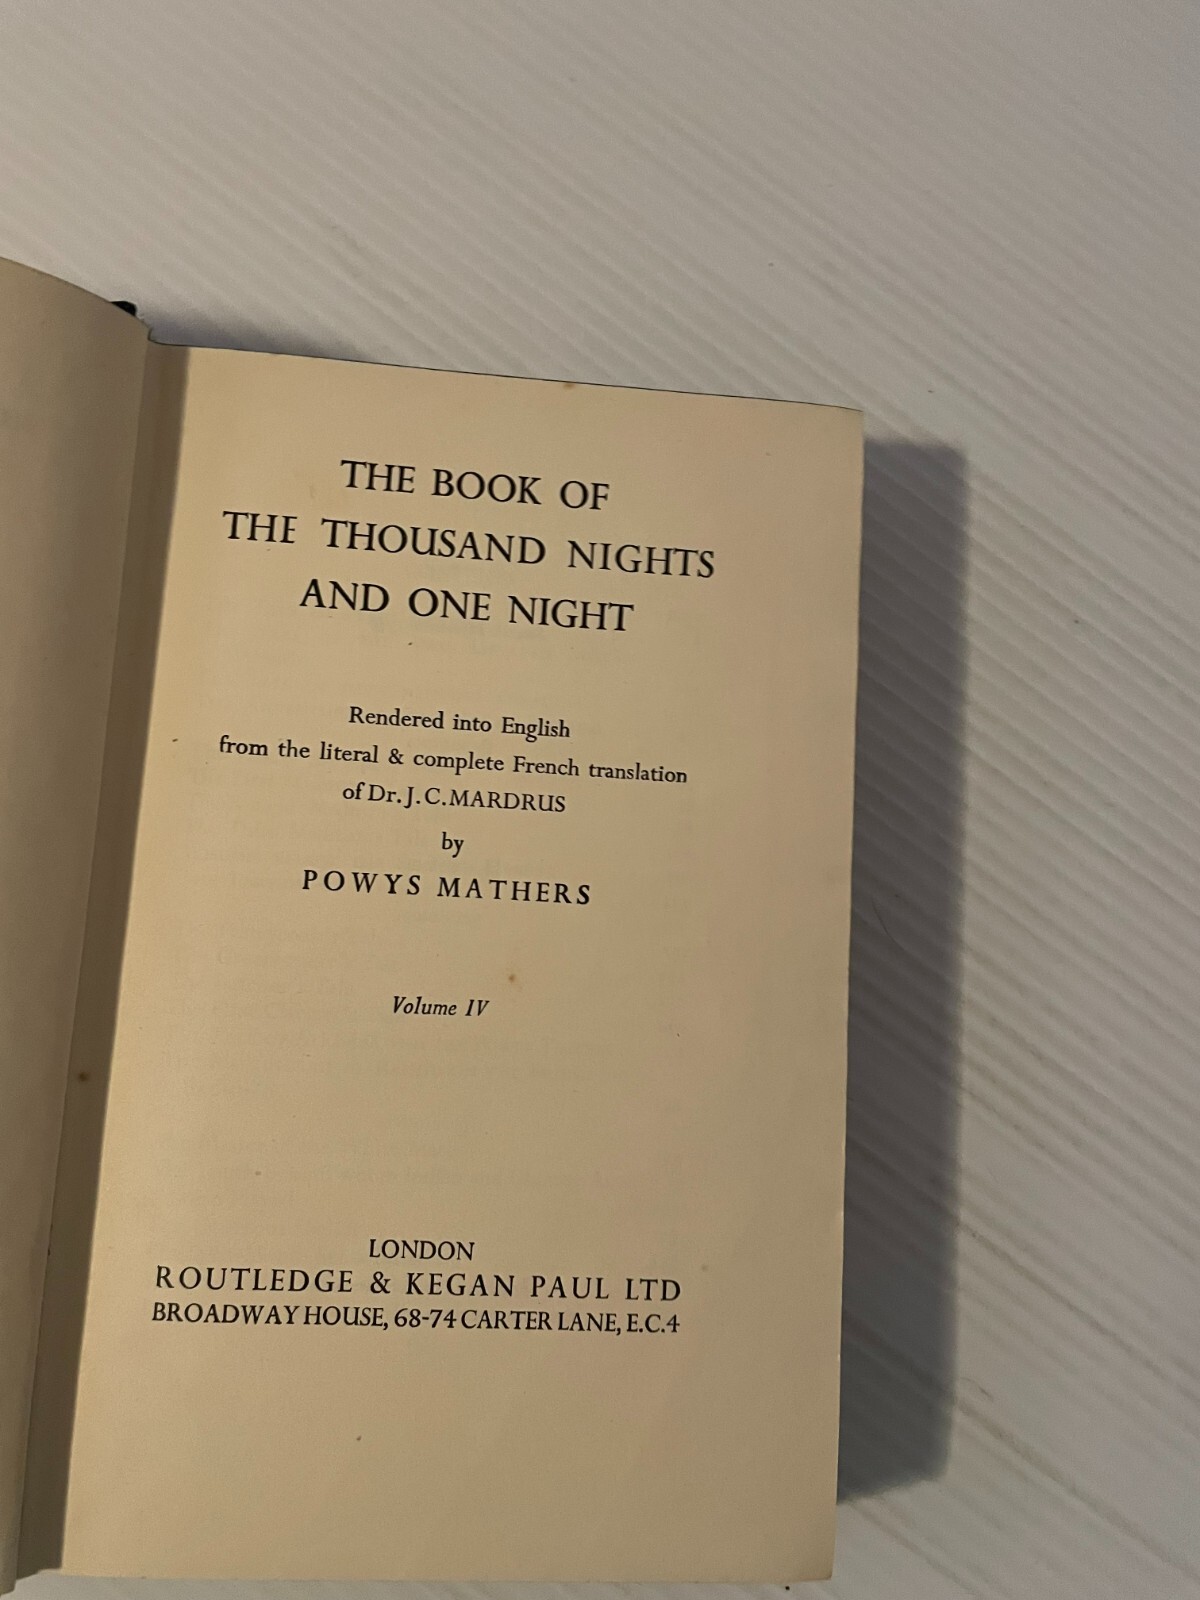 THE BOOK OF
THE THOUSAND NIGHTS
AND ONE NIGHT
Rendered into English
from the literal & complete French translation
of Dr. J. C. MARDRUS
by
POWYS MATHERS
Volume IV
LONDON
ROUTLEDGE & KEGAN PAUL LTD
BROADWAY HOUSE, 68-74 CARTER LANE, E.C.4